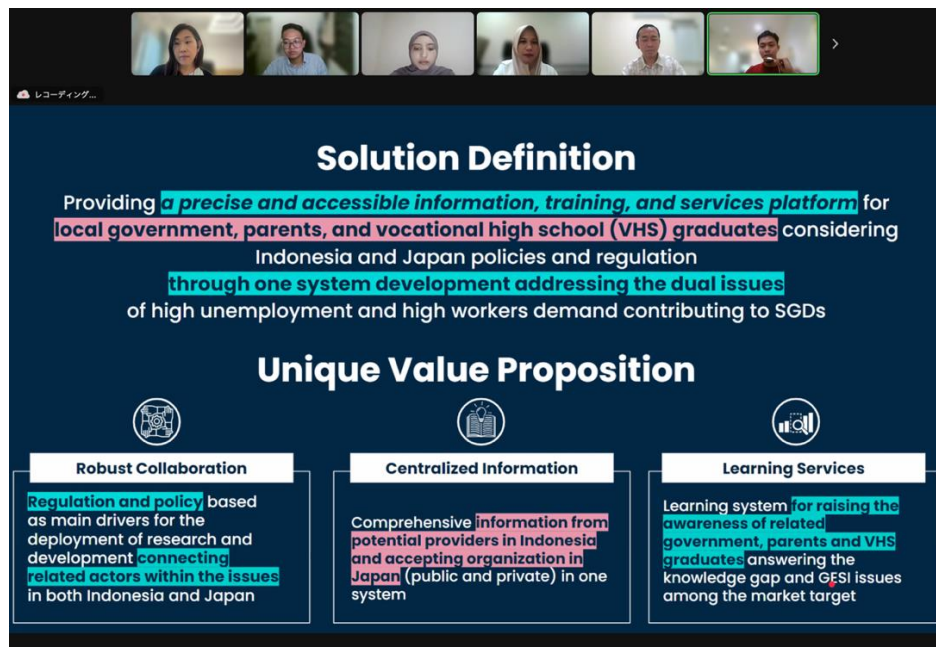 レコーディング...
Solution Definition
Providing a precise and accessible information, training, and services platform for
local government, parents, and vocational high school (VHS) graduates considering
Indonesia and Japan policies and regulation
through one system development addressing the dual issues
of high unemployment and high workers demand contributing to SGDs
Unique Value Proposition
Robust Collaboration
Regulation and policy based
as main drivers for the
deployment of research and
development connecting
related actors within the issues
in both Indonesia and Japan
Centralized Information
Comprehensive information from
potential providers in Indonesia
and accepting organization in
Japan (public and private) in one
system
Learning Services
Learning system for raising the
awareness of related
government, parents and VHS
graduates answering the
knowledge gap and GESI issues
among the market target